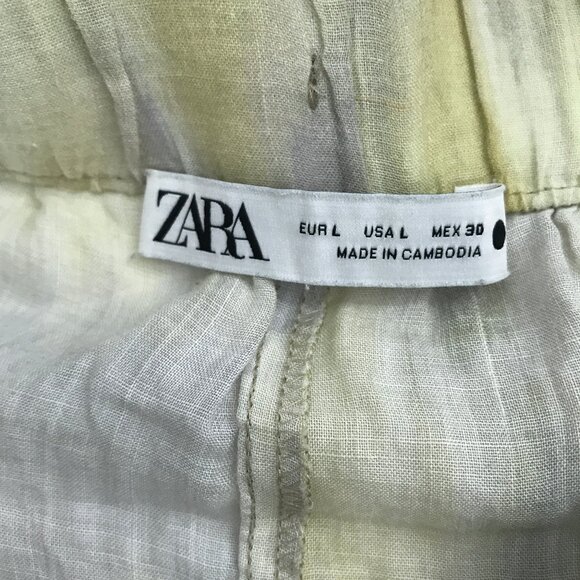 ZARA
EUR L USA L MEX 30
MADE IN CAMBODIA